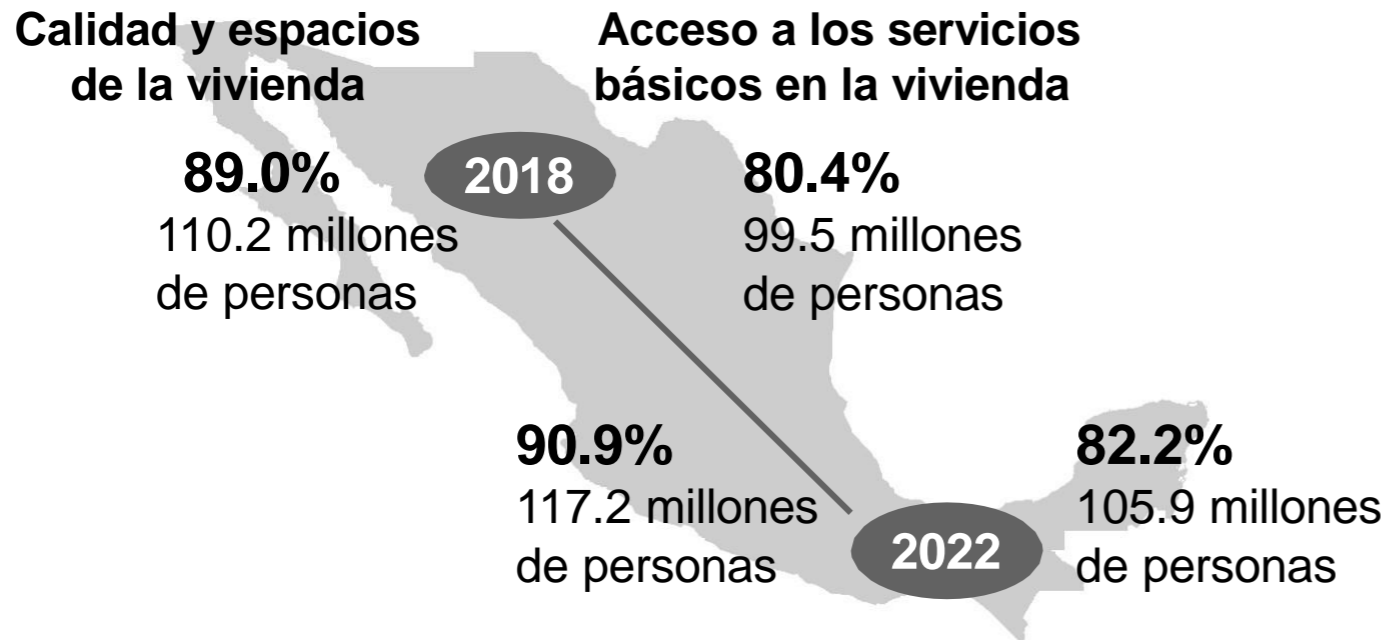 Calidad y espacios
de la vivienda
Acceso a los servicios
básicos en la vivienda
89.0%
110.2 millones
de personas
2018
80.4%
99.5 millones
de personas
90.9%
117.2 millones
de personas
2022
82.2%
105.9 millones
de personas